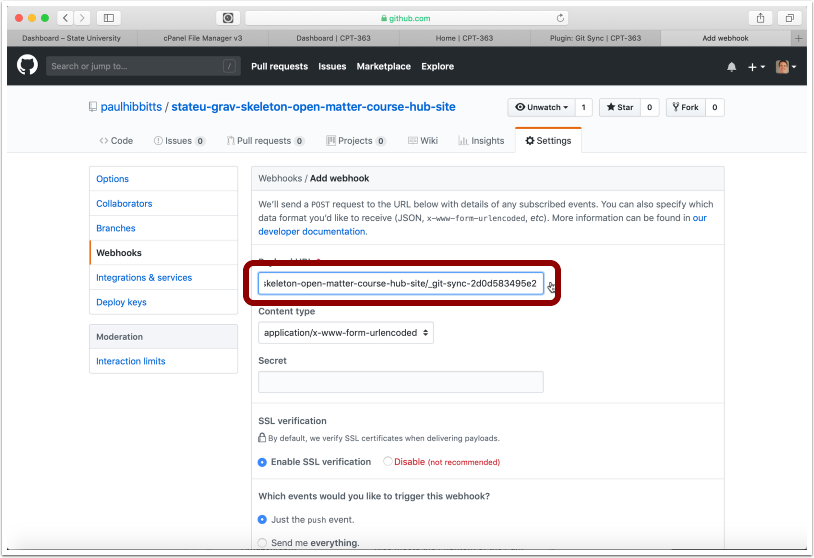 github.com
Dashboard – State University
cPanel File Manager v3
Dashboard | CPT-363
Home | CPT-363
Plugin: Git Sync | CPT-363
Add webhook
Search or jump to...
/
Pull requests
Issues
Marketplace
Explore
paulhibbitts / stateu-grav-skeleton-open-matter-course-hub-site
Unwatch 1
Star 0
Fork 0
Code
Issues 0
Pull requests 0
Projects 0
Wiki
Insights
Settings
Options
Collaborators
Branches
Webhooks
Integrations & services
Deploy keys
Moderation
Interaction limits
Webhooks / Add webhook
We'll send a POST request to the URL below with details of any subscribed events. You can also specify which
data format you'd like to receive (JSON, x-www-form-urlencoded, etc). More information can be found in our
developer documentation.
skeleton-open-matter-course-hub-site/_git-sync-2d0d583495e2
Content type
application/x-www-form-urlencoded
Secret
SSL verification
By default, we verify SSL certificates when delivering payloads.
Enable SSL verification
Disable (not recommended)
Which events would you like to trigger this webhook?
Just the push event.
Send me everything.